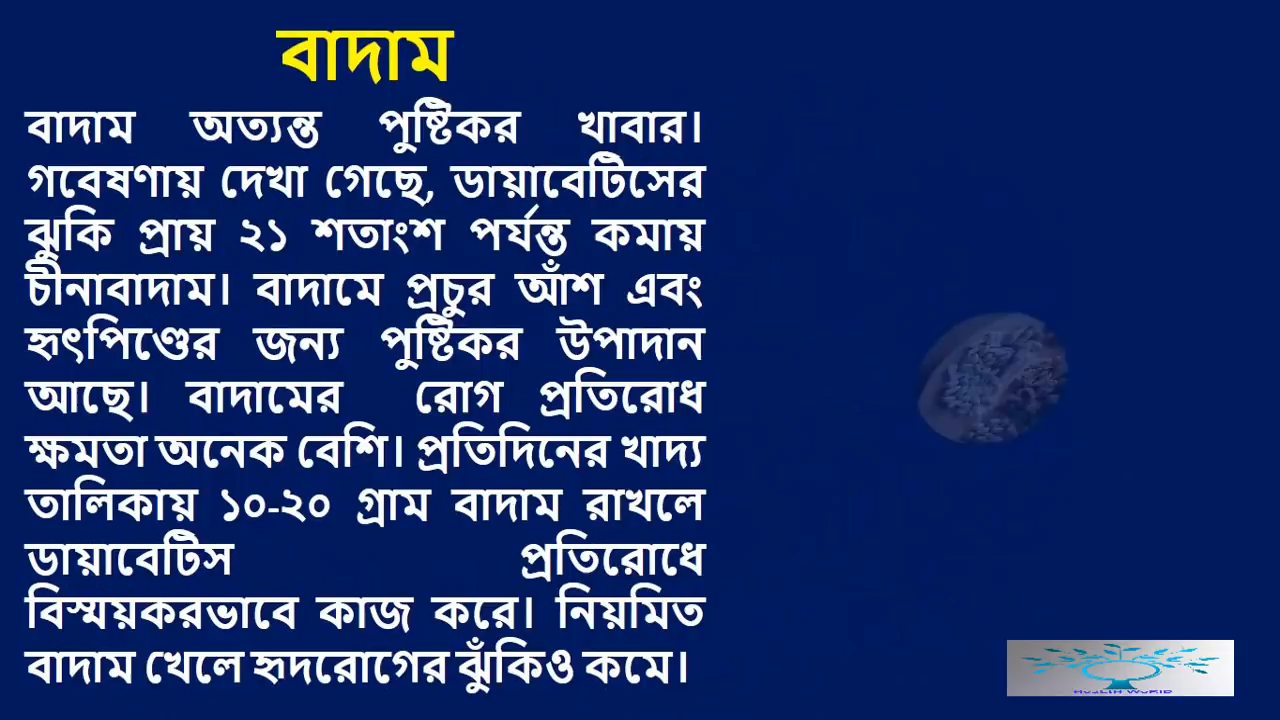 বাদাম
বাদাম অত্যন্ত পুষ্টিকর খাবার।
গবেষণায় দেখা গেছে, ডায়াবেটিসের
ঝুকি প্রায় ২১ শতাংশ পর্যন্ত কমায়
চীনাবাদাম। বাদামে প্রচুর আঁশ এবং
হৃৎপিণ্ডের জন্য পুষ্টিকর উপাদান
আছে। বাদামের রোগ প্রতিরোধ
ক্ষমতা অনেক বেশি। প্রতিদিনের খাদ্য
তালিকায় ১০-২০ গ্রাম বাদাম রাখলে
ডায়াবেটিস প্রতিরোধে
বিস্ময়করভাবে কাজ করে। নিয়মিত
বাদাম খেলে হৃদরোগের ঝুঁকিও কমে।